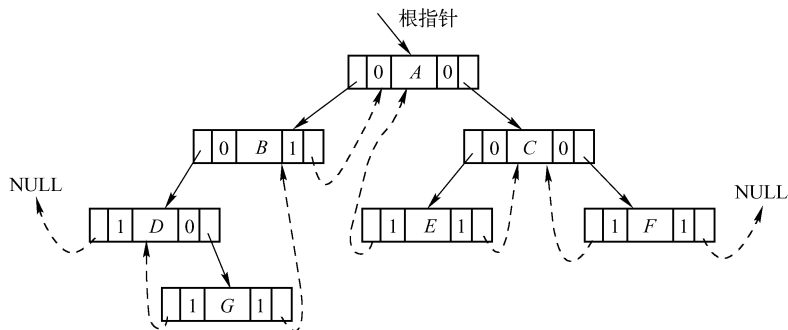 根指针
0 A 0
0 B 1
0 C 0
NULL
NULL
1 D 0
1 E 1
1 F 1
1 G 1